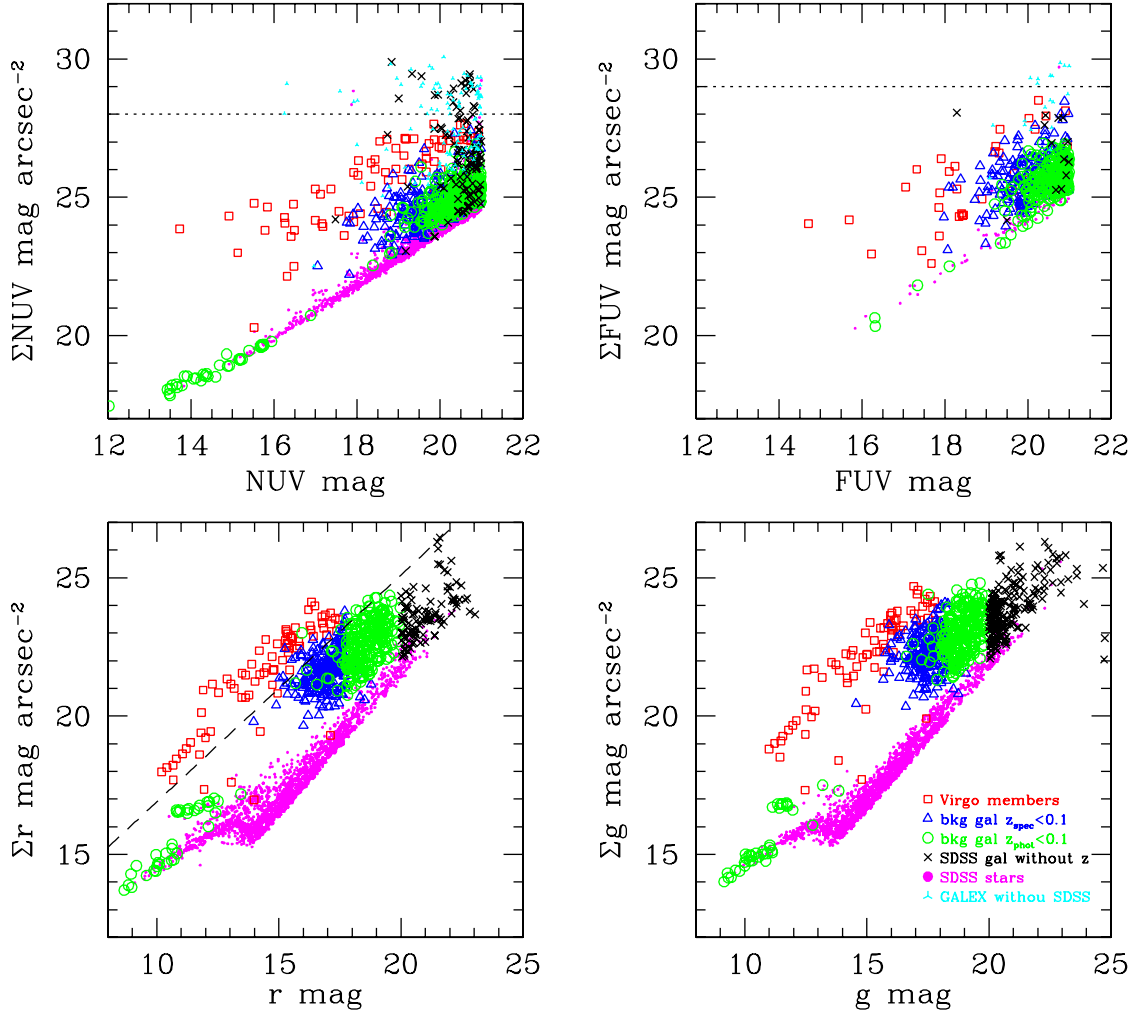 30
25
20
ΣNUV mag arcsec⁻²
12 14 16 18 20 22
NUV mag
30
25
20
ΣFUV mag arcsec⁻²
12 14 16 18 20 22
FUV mag
25
20
15
Σr mag arcsec⁻²
10 15 20 25
r mag
25
20
15
Σg mag arcsec⁻²
10 15 20 25
g mag
Virgo members
bkg gal z_spec<0.1
bkg gal z_phot<0.1
SDSS gal without z
SDSS stars
GALEX withou SDSS